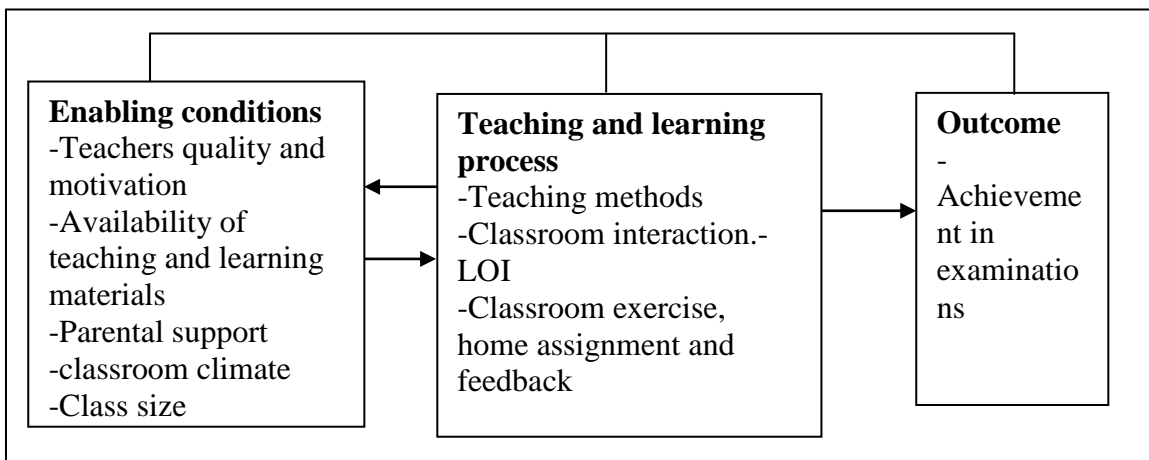 Enabling conditions
-Teachers quality and
motivation
-Availability of
teaching and learning
materials
-Parental support
-classroom climate
-Class size
Teaching and learning
process
-Teaching methods
-Classroom interaction.-
LOI
-Classroom exercise,
home assignment and
feedback
Outcome
-
Achieveme
nt in
examinatio
ns